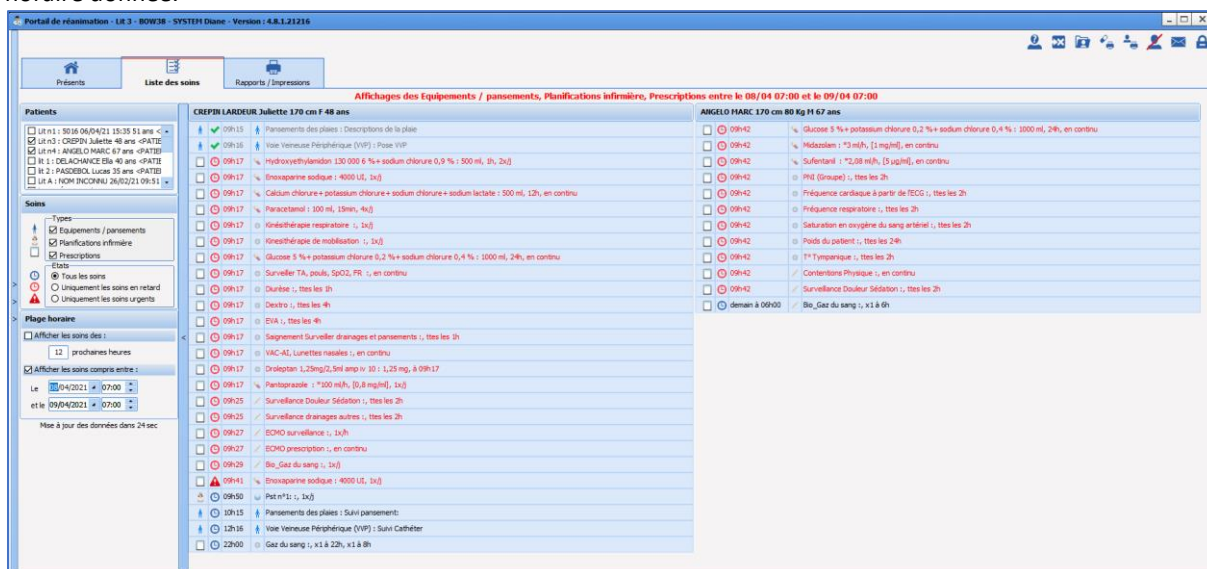 horaire donnée.
Portail de réanimation - Lit 3 - BOW3B - SYSTEM Diane - Version : 4.8.1.21216
Présents
Liste des soins
Rapports / Impressions
Affichages des Equipements / pansements, Planifications infirmière, Prescriptions entre le 08/04 07:00 et le 09/04 07:00
Patients
Lit n1 : 5016 06/04/21 15:35 51 ans <
Lit n3 : CREPIN Juliette 48 ans <PATIE
Lit n4 : ANGELO MARC 67 ans <PATIE
lit 1 : DELACHANCE Ella 40 ans <PATIE
lit 2 : PASDEBOL Lucas 35 ans <PATIE
Lit A : NOM INCONNU 26/02/21 09:51
Soins
Types
Equipements / pansements
Planifications infirmière
Prescriptions
Etats
Tous les soins
Uniquement les soins en retard
Uniquement les soins urgents
Plage horaire
Afficher les soins des :
12 prochaines heures
Afficher les soins compris entre :
Le 08/04/2021 07:00
et le 09/04/2021 07:00
Mise à jour des données dans 24 sec
CREPIN LARDEUR Juliette 170 cm F 48 ans
09h15 Pansements des plaies : Descriptions de la plaie
09h16 Voie Veineuse Périphérique (VVP) : Pose VVP
09h17 Hydroxyethylamidon 130 000 6 %+ sodium chlorure 0,9 % : 500 ml, 1h, 2x/j
09h17 Enoxaparine sodique : 4000 UI, 1x/j
09h17 Calcium chlorure+ potassium chlorure+ sodium chlorure+ sodium lactate : 500 ml, 12h, en continu
09h17 Paracetamol : 100 ml, 15min, 4x/j
09h17 Kinésithérapie respiratoire :, 1x/j
09h17 Kinesithérapie de mobilisation :, 1x/j
09h17 Glucose 5 %+ potassium chlorure 0,2 %+ sodium chlorure 0,4 % : 1000 ml, 24h, en continu
09h17 Surveiller TA, pouls, SpO2, FR :, en continu
09h17 Diurèse :, ttes les 1h
09h17 Dextro :, ttes les 4h
09h17 EVA :, ttes les 4h
09h17 Saignement Surveiller drainages et pansements :, ttes les 1h
09h17 VAC-AI, Lunettes nasales :, en continu
09h17 Droleptan 1,25mg/2,5ml amp iv 10 : 1,25 mg, à 09h17
09h17 Pantoprazole : *100 ml/h, [0,8 mg/ml], 1x/j
09h25 Surveillance Douleur Sédation :, ttes les 2h
09h25 Surveillance drainages autres :, ttes les 2h
09h27 ECMO surveillance :, 1x/h
09h27 ECMO prescription :, en continu
09h29 Bio_Gaz du sang :, 1x/j
09h41 Enoxaparine sodique : 4000 UI, 1x/j
09h50 Pst n°1: :, 1x/j
10h15 Pansements des plaies : Suivi pansement:
12h16 Voie Veineuse Périphérique (VVP) : Suivi Cathéter
22h00 Gaz du sang :, x1 à 22h, x1 à 8h
ANGELO MARC 170 cm 80 Kg M 67 ans
09h42 Glucose 5 %+ potassium chlorure 0,2 %+ sodium chlorure 0,4 % : 1000 ml, 24h, en continu
09h42 Midazolam : *3 ml/h, [1 mg/ml], en continu
09h42 Sufentanil : *2,08 ml/h, [5 µg/ml], en continu
09h42 PNI (Groupe) :, ttes les 2h
09h42 Fréquence cardiaque à partir de l'ECG :, ttes les 2h
09h42 Fréquence respiratoire :, ttes les 2h
09h42 Saturation en oxygène du sang artériel :, ttes les 2h
09h42 Poids du patient :, ttes les 24h
09h42 T° Tympanique :, ttes les 2h
09h42 Contentions Physique :, en continu
09h42 Surveillance Douleur Sédation :, ttes les 2h
demain à 06h00 Bio_Gaz du sang :, x1 à 6h